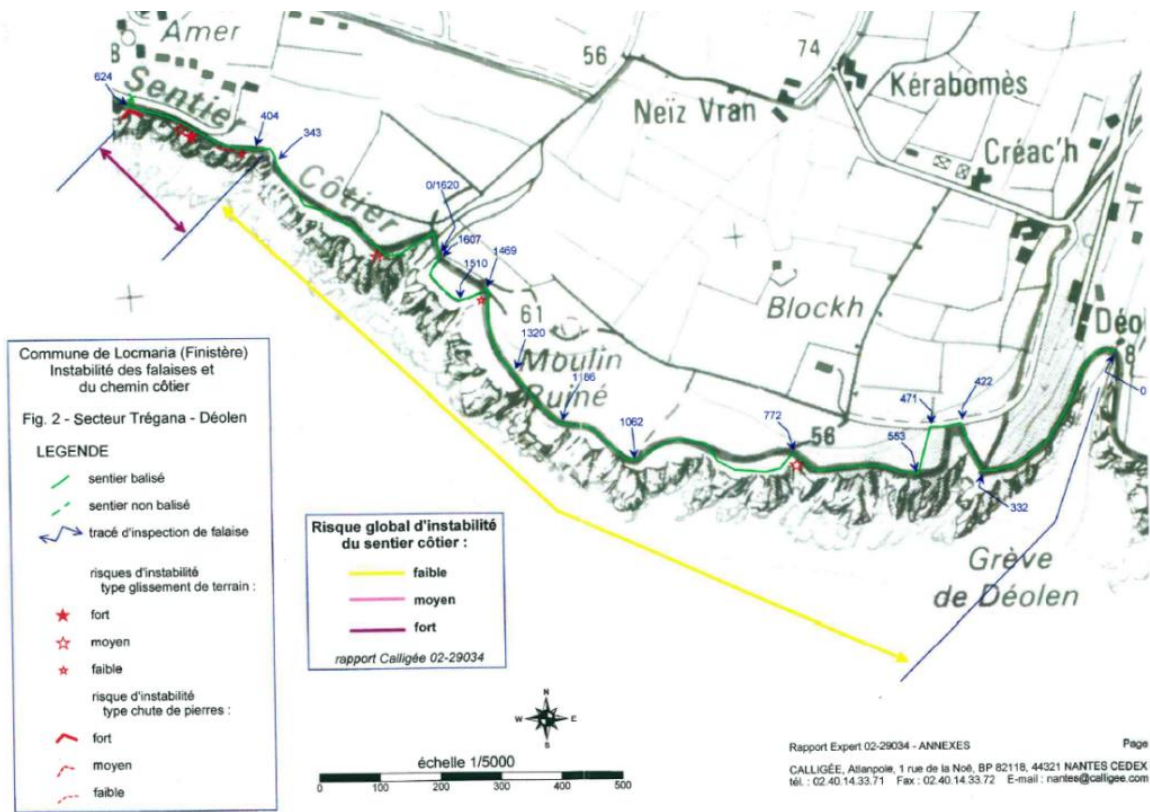 Amer
56
74
8
624
Sentier
Neïz Vran
Kérabomès
404
343
Créac'h
Côtier
0/1620
1607
1469
1510
T
61
Blockh
Déo
8
1320
Moulin
Ruiné
1186
1062
772
56
471
422
553
332
0
Grève
de Déolen
Commune de Locmaria (Finistère)
Instabilité des falaises et
du chemin côtier
Fig. 2 - Secteur Trégana - Déolen
LEGENDE
sentier balisé
sentier non balisé
tracé d'inspection de falaise
risques d'instabilité
type glissement de terrain :
fort
moyen
faible
risque d'instabilité
type chute de pierres :
fort
moyen
faible
Risque global d'instabilité
du sentier côtier :
faible
moyen
fort
rapport Calligée 02-29034
N
W E
S
échelle 1/5000
0 100 200 300 400 500
Rapport Expert 02-29034 - ANNEXES Page
CALLIGÉE, Atlanpole, 1 rue de la Noë, BP 82118, 44321 NANTES CEDEX
tél. : 02.40.14.33.71 Fax : 02.40.14.33.72 E-mail : nantes@calligee.com